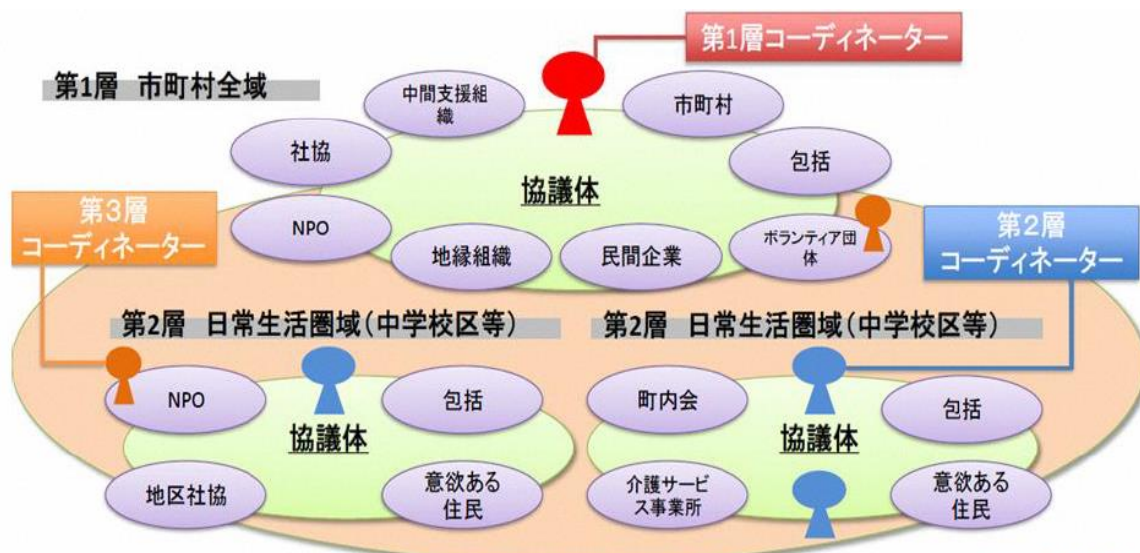 第1層コーディネーター
第1層 市町村全域
中間支援組
織
市町村
社協
包括
協議体
第3層
コーディネーター
NPO
地縁組織
民間企業
ボランティア団
体
第2層
コーディネーター
第2層 日常生活圏域(中学校区等)
第2層 日常生活圏域(中学校区等)
NPO
包括
協議体
地区社協
意欲ある
住民
町内会
包括
協議体
介護サービ
ス事業所
意欲ある
住民